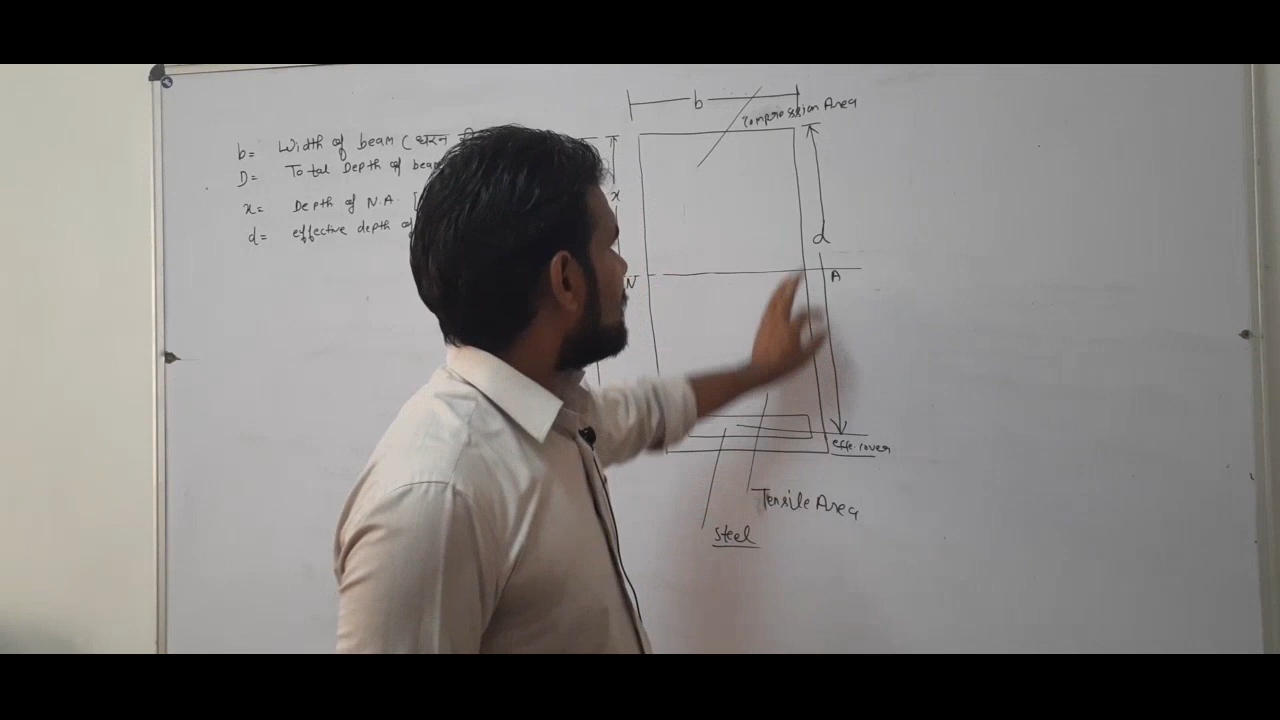 b
Compression Area
b= Width of beam ( धरन
D= Total Depth of beam
x= Depth of N.A. [
d= effective depth of
x
d
N
A
effe. cover
Tensile Area
Steel